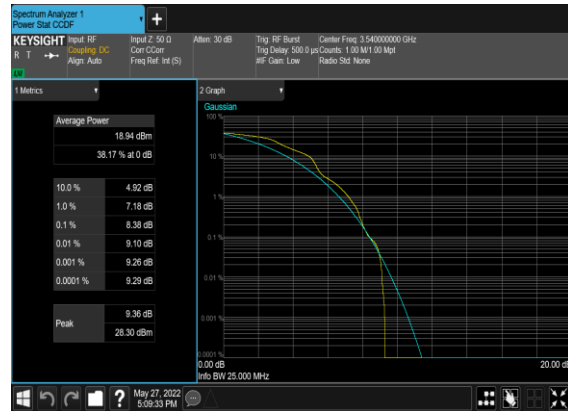 Spectrum Analyzer 1
Power Stat CCDF
KEYSIGHT
R T
LV
Input: RF
Coupling: DC
Align: Auto
Input Z: 50 Ω
Corr CCorr
Freq Ref: Int (S)
Atten: 30 dB
Trig: RF Burst
Trig Delay: 500.0 µs
#IF Gain: Low
Center Freq: 3.540000000 GHz
Counts: 1.00 M/1.00 Mpt
Radio Std: None
1 Metrics
Average Power
18.94 dBm
38.17 % at 0 dB
10.0 % 4.92 dB
1.0 % 7.18 dB
0.1 % 8.38 dB
0.01 % 9.10 dB
0.001 % 9.26 dB
0.0001 % 9.29 dB
Peak
9.36 dB
28.30 dBm
2 Graph
Gaussian
100 %
10 %
1 %
0.1 %
0.01 %
0.001 %
0.0001 %
0.00 dB 20.00 dB
Info BW 25.000 MHz
?
May 27, 2022
5:09:33 PM